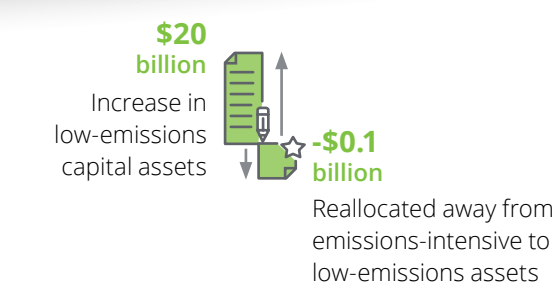 $20
billion
Increase in
low-emissions
capital assets
-$0.1
billion
Reallocated away from
emissions-intensive to
low-emissions assets